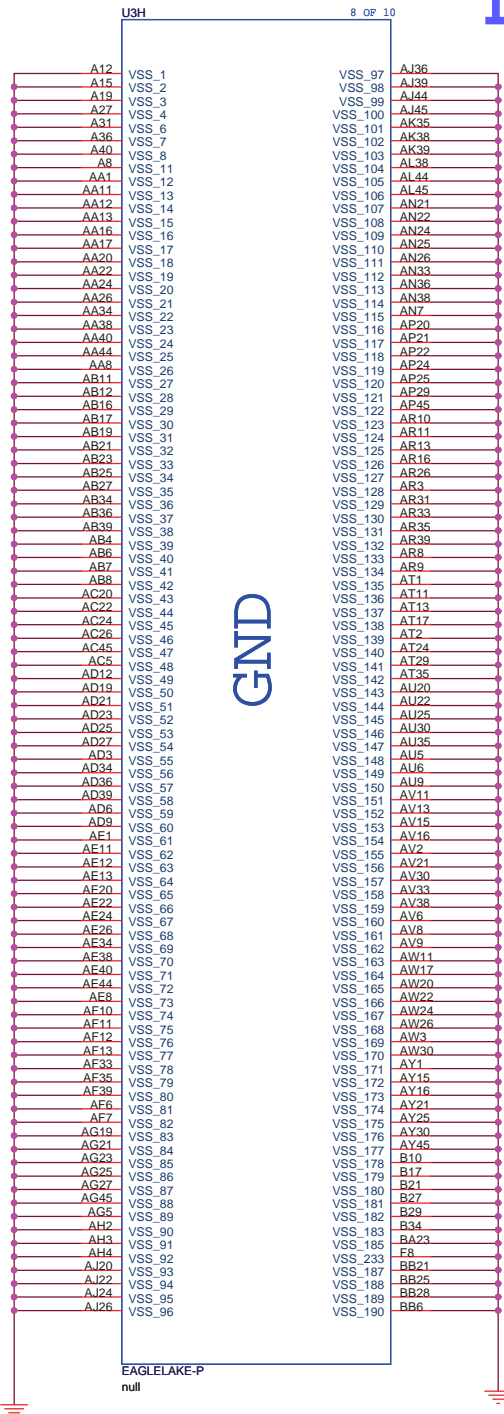 U3H 8 OF 10
1
A12 VSS_1 VSS_97 AJ36
A15 VSS_2 VSS_98 AJ39
A19 VSS_3 VSS_99 AJ44
A27 VSS_4 VSS_100 AJ45
A31 VSS_6 VSS_101 AK35
A36 VSS_7 VSS_102 AK38
A40 VSS_8 VSS_103 AK39
A8 VSS_11 VSS_104 AL38
AA1 VSS_12 VSS_105 AL44
AA11 VSS_13 VSS_106 AL45
AA12 VSS_14 VSS_107 AN21
AA13 VSS_15 VSS_108 AN22
AA16 VSS_16 VSS_109 AN24
AA17 VSS_17 VSS_110 AN25
AA20 VSS_18 VSS_111 AN26
AA22 VSS_19 VSS_112 AN33
AA24 VSS_20 VSS_113 AN36
AA26 VSS_21 VSS_114 AN38
AA34 VSS_22 VSS_115 AN7
AA38 VSS_23 VSS_116 AP20
AA40 VSS_24 VSS_117 AP21
AA44 VSS_25 VSS_118 AP22
AA8 VSS_26 VSS_119 AP24
AB11 VSS_27 VSS_120 AP25
AB12 VSS_28 VSS_121 AP29
AB16 VSS_29 VSS_122 AP45
AB17 VSS_30 VSS_123 AR10
AB19 VSS_31 VSS_124 AR11
AB21 VSS_32 VSS_125 AR13
AB23 VSS_33 VSS_126 AR16
AB25 VSS_34 VSS_127 AR26
AB27 VSS_35 VSS_128 AR3
AB34 VSS_36 VSS_129 AR31
AB36 VSS_37 VSS_130 AR33
AB39 VSS_38 VSS_131 AR35
AB4 VSS_39 VSS_132 AR39
AB6 VSS_40 VSS_133 AR8
AB7 VSS_41 VSS_134 AR9
AB8 VSS_42 VSS_135 AT1
AC20 VSS_43 VSS_136 AT11
AC22 VSS_44 VSS_137 AT13
AC24 VSS_45 VSS_138 AT17
AC26 VSS_46 VSS_139 AT2
AC45 VSS_47 VSS_140 AT24
AC5 VSS_48 VSS_141 AT29
AD12 VSS_49 VSS_142 AT35
AD19 VSS_50 VSS_143 AU20
AD21 VSS_51 VSS_144 AU22
AD23 VSS_52 VSS_145 AU25
AD25 VSS_53 VSS_146 AU30
AD27 VSS_54 VSS_147 AU35
AD3 VSS_55 VSS_148 AU5
AD34 VSS_56 VSS_149 AU6
AD36 VSS_57 VSS_150 AU9
AD39 VSS_58 VSS_151 AV11
AD6 VSS_59 VSS_152 AV13
AD9 VSS_60 VSS_153 AV15
AE1 VSS_61 VSS_154 AV16
AE11 VSS_62 VSS_155 AV2
AE12 VSS_63 VSS_156 AV21
AE13 VSS_64 VSS_157 AV30
AE20 VSS_65 VSS_158 AV33
AE22 VSS_66 VSS_159 AV38
AE24 VSS_67 VSS_160 AV6
AE26 VSS_68 VSS_161 AV8
AE34 VSS_69 VSS_162 AV9
AE38 VSS_70 VSS_163 AW11
AE40 VSS_71 VSS_164 AW17
AE44 VSS_72 VSS_165 AW20
AE8 VSS_73 VSS_166 AW22
AF10 VSS_74 VSS_167 AW24
AF11 VSS_75 VSS_168 AW26
AF12 VSS_76 VSS_169 AW3
AF13 VSS_77 VSS_170 AW30
AF33 VSS_78 VSS_171 AY1
AF35 VSS_79 VSS_172 AY15
AF39 VSS_80 VSS_173 AY16
AF6 VSS_81 VSS_174 AY21
AF7 VSS_82 VSS_175 AY25
AG19 VSS_83 VSS_176 AY30
AG21 VSS_84 VSS_177 AY45
AG23 VSS_85 VSS_178 B10
AG25 VSS_86 VSS_179 B17
AG27 VSS_87 VSS_180 B21
AG45 VSS_88 VSS_181 B27
AG5 VSS_89 VSS_182 B29
AH2 VSS_90 VSS_183 B34
AH3 VSS_91 VSS_185 BA23
AH4 VSS_92 VSS_233 F8
AJ20 VSS_93 VSS_187 BB21
AJ22 VSS_94 VSS_188 BB25
AJ24 VSS_95 VSS_189 BB28
AJ26 VSS_96 VSS_190 BB6
GND
EAGLELAKE-P
null